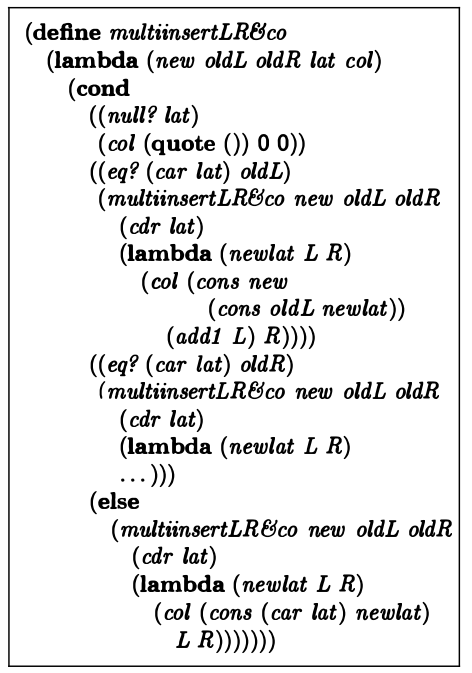 (define multiinsertLR&co
(lambda (new oldL oldR lat col)
(cond
((null? lat)
(col (quote ()) 0 0))
((eq? (car lat) oldL)
(multiinsertLR&co new oldL oldR
(cdr lat)
(lambda (newlat L R)
(col (cons new
(cons oldL newlat))
(add1 L) R))))
((eq? (car lat) oldR)
(multiinsertLR&co new oldL oldR
(cdr lat)
(lambda (newlat L R)
...)))
(else
(multiinsertLR&co new oldL oldR
(cdr lat)
(lambda (newlat L R)
(col (cons (car lat) newlat)
L R)))))))